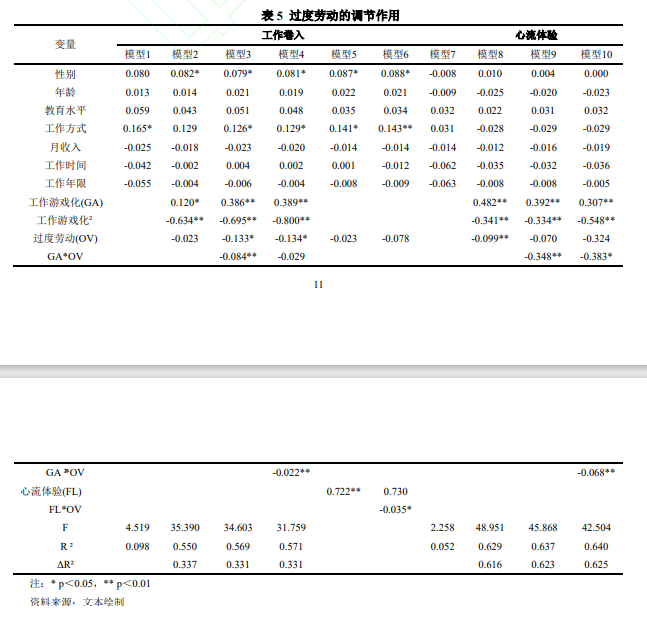 表 5 过度劳动的调节作用
变量 工作卷入 心流体验
模型1 模型2 模型3 模型4 模型5 模型6 模型7 模型8 模型9 模型10
性别 0.080 0.082* 0.079* 0.081* 0.087* 0.088* -0.008 0.010 0.004 0.000
年龄 0.013 0.014 0.021 0.019 0.022 0.021 -0.009 -0.025 -0.020 -0.023
教育水平 0.059 0.043 0.051 0.048 0.035 0.034 0.032 0.022 0.031 0.032
工作方式 0.165* 0.129 0.126* 0.129* 0.141* 0.143** 0.031 -0.028 -0.029 -0.029
月收入 -0.025 -0.018 -0.023 -0.020 -0.014 -0.014 -0.014 -0.012 -0.016 -0.019
工作时间 -0.042 -0.002 0.004 0.002 0.001 -0.012 -0.062 -0.035 -0.032 -0.036
工作年限 -0.055 -0.004 -0.006 -0.004 -0.008 -0.009 -0.063 -0.008 -0.008 -0.005
工作游戏化(GA) 0.120* 0.386** 0.389** 0.482** 0.392** 0.307**
工作游戏化² -0.634** -0.695** -0.800** -0.341** -0.334** -0.548**
过度劳动(OV) -0.023 -0.133* -0.134* -0.023 -0.078 -0.099** -0.070 -0.324
GA*OV -0.084** -0.029 -0.348** -0.383*
11
GA ²*OV -0.022** -0.068**
心流体验(FL) 0.722** 0.730
FL*OV -0.035*
F 4.519 35.390 34.603 31.759 2.258 48.951 45.868 42.504
R ² 0.098 0.550 0.569 0.571 0.052 0.629 0.637 0.640
ΔR² 0.337 0.331 0.331 0.616 0.623 0.625
注：* p＜0.05，** p＜0.01
资料来源：文本绘制